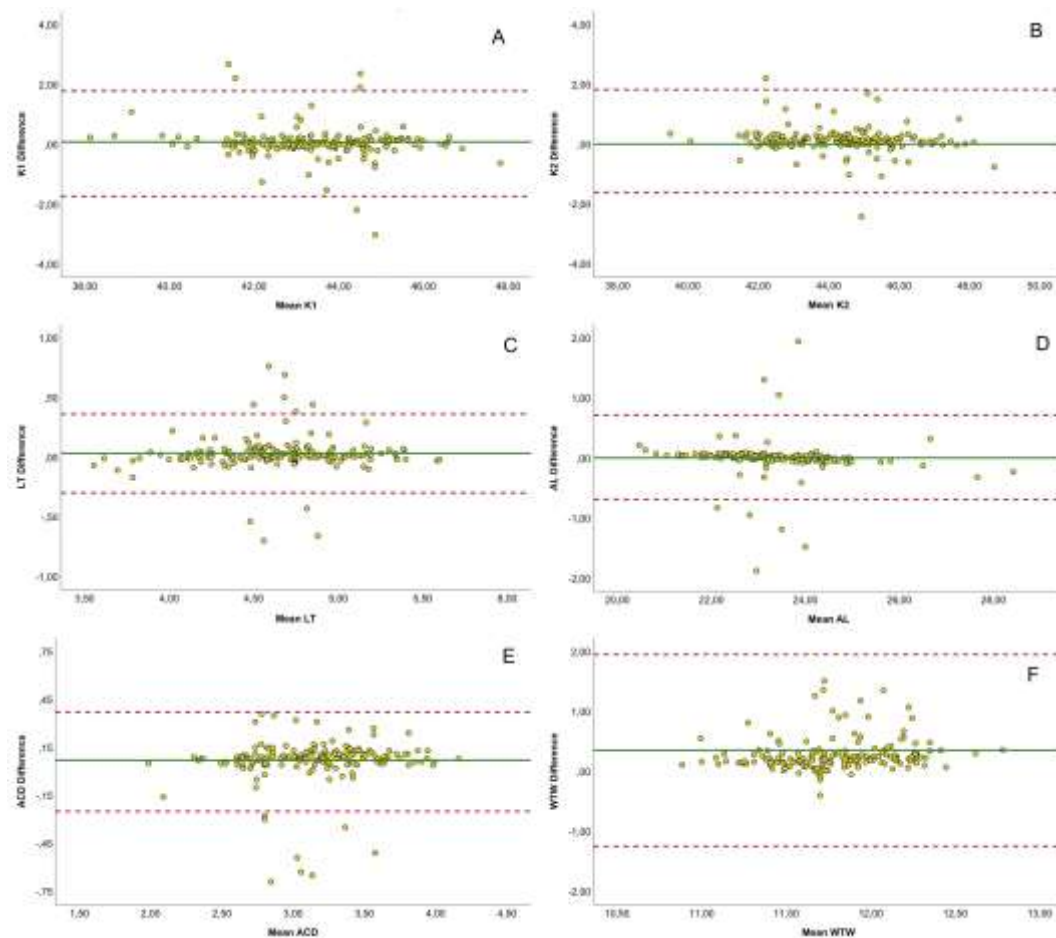 A
4,00
2,00
,00
-2,00
-4,00
K1 Difference
38,00 40,00 42,00 44,00 46,00 48,00
Mean K1
B
4,00
2,00
,00
-2,00
-4,00
K2 Difference
38,00 40,00 42,00 44,00 46,00 48,00 50,00
Mean K2
C
1,00
,50
,00
-,50
-1,00
LT Difference
3,50 4,00 4,50 5,00 5,50 6,00
Mean LT
D
2,00
1,00
,00
-1,00
-2,00
AL Difference
20,00 22,00 24,00 26,00 28,00
Mean AL
E
,75
,45
,15
-,15
-,45
-,75
ACD Difference
1,50 2,00 2,50 3,00 3,50 4,00 4,50
Mean ACD
F
2,00
1,00
,00
-1,00
-2,00
WTW Difference
10,50 11,00 11,50 12,00 12,50 13,00
Mean WTW